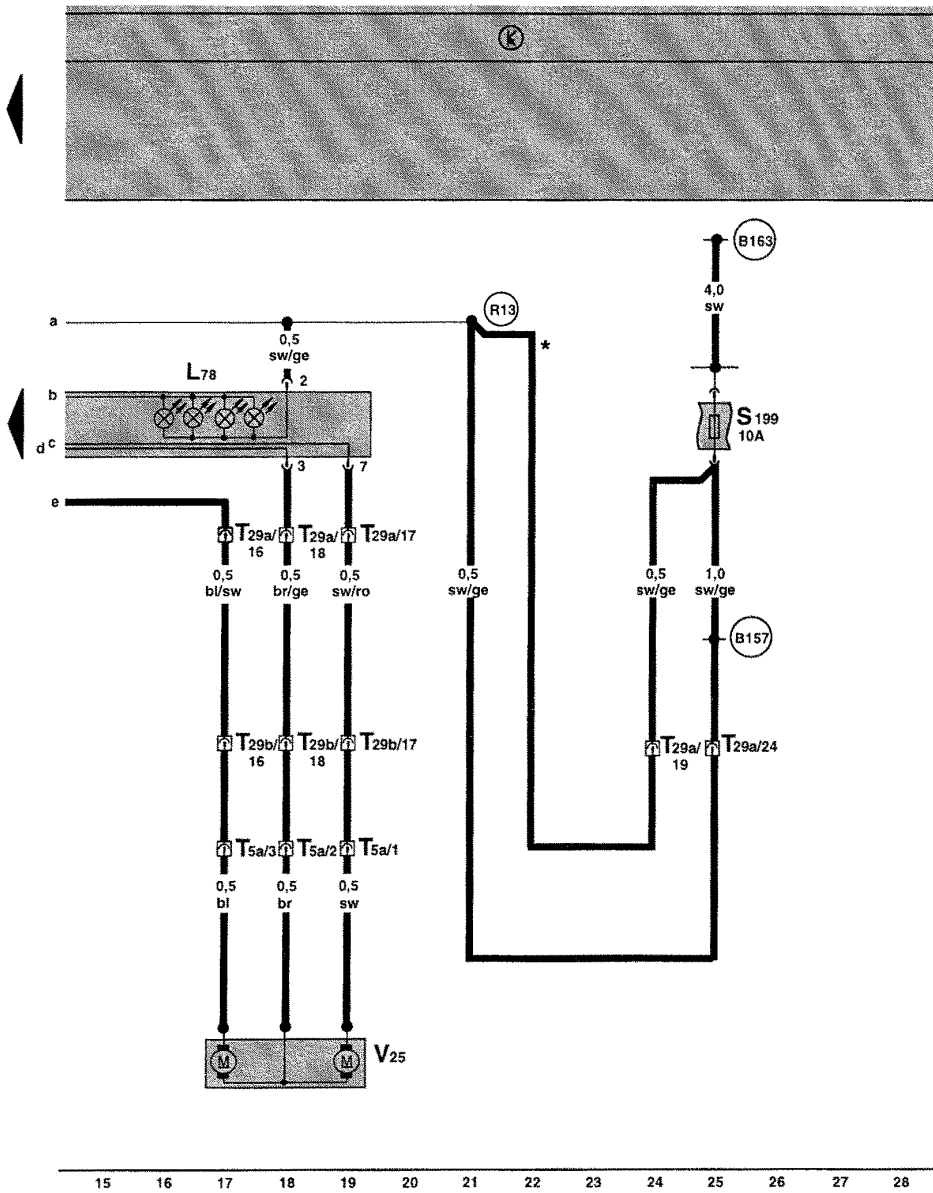 K
B163
4,0
sw
a
R13
*
0,5
sw/ge
L78
2
b
c
d
S 199
10A
3
7
e
T29a/
16
T29a/
18
T29a/17
0,5
bl/sw
0,5
br/ge
0,5
sw/ro
0,5
sw/ge
0,5
sw/ge
1,0
sw/ge
B157
T29b/
16
T29b/
18
T29b/17
T29a/
19
T29a/24
T5a/3
T5a/2
T5a/1
0,5
bl
0,5
br
0,5
sw
M
M
V25
15 16 17 18 19 20 21 22 23 24 25 26 27 28